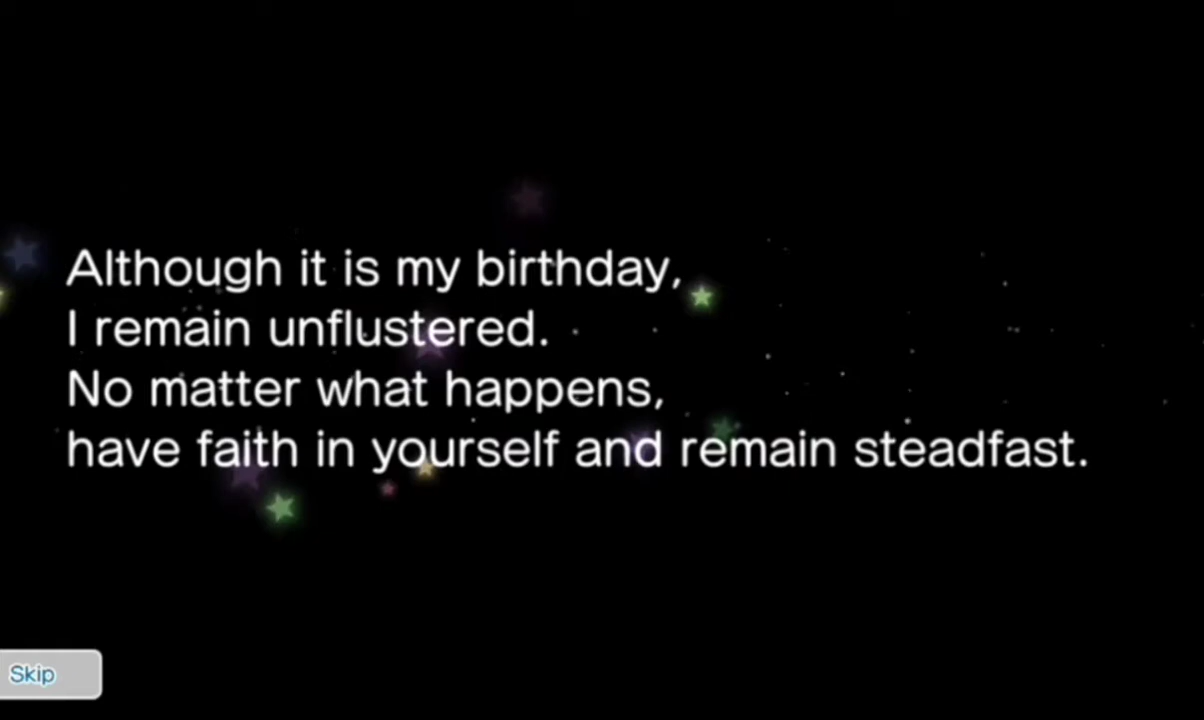 Although it is my birthday,
I remain unflustered.
No matter what happens,
have faith in yourself and remain steadfast.
Skip